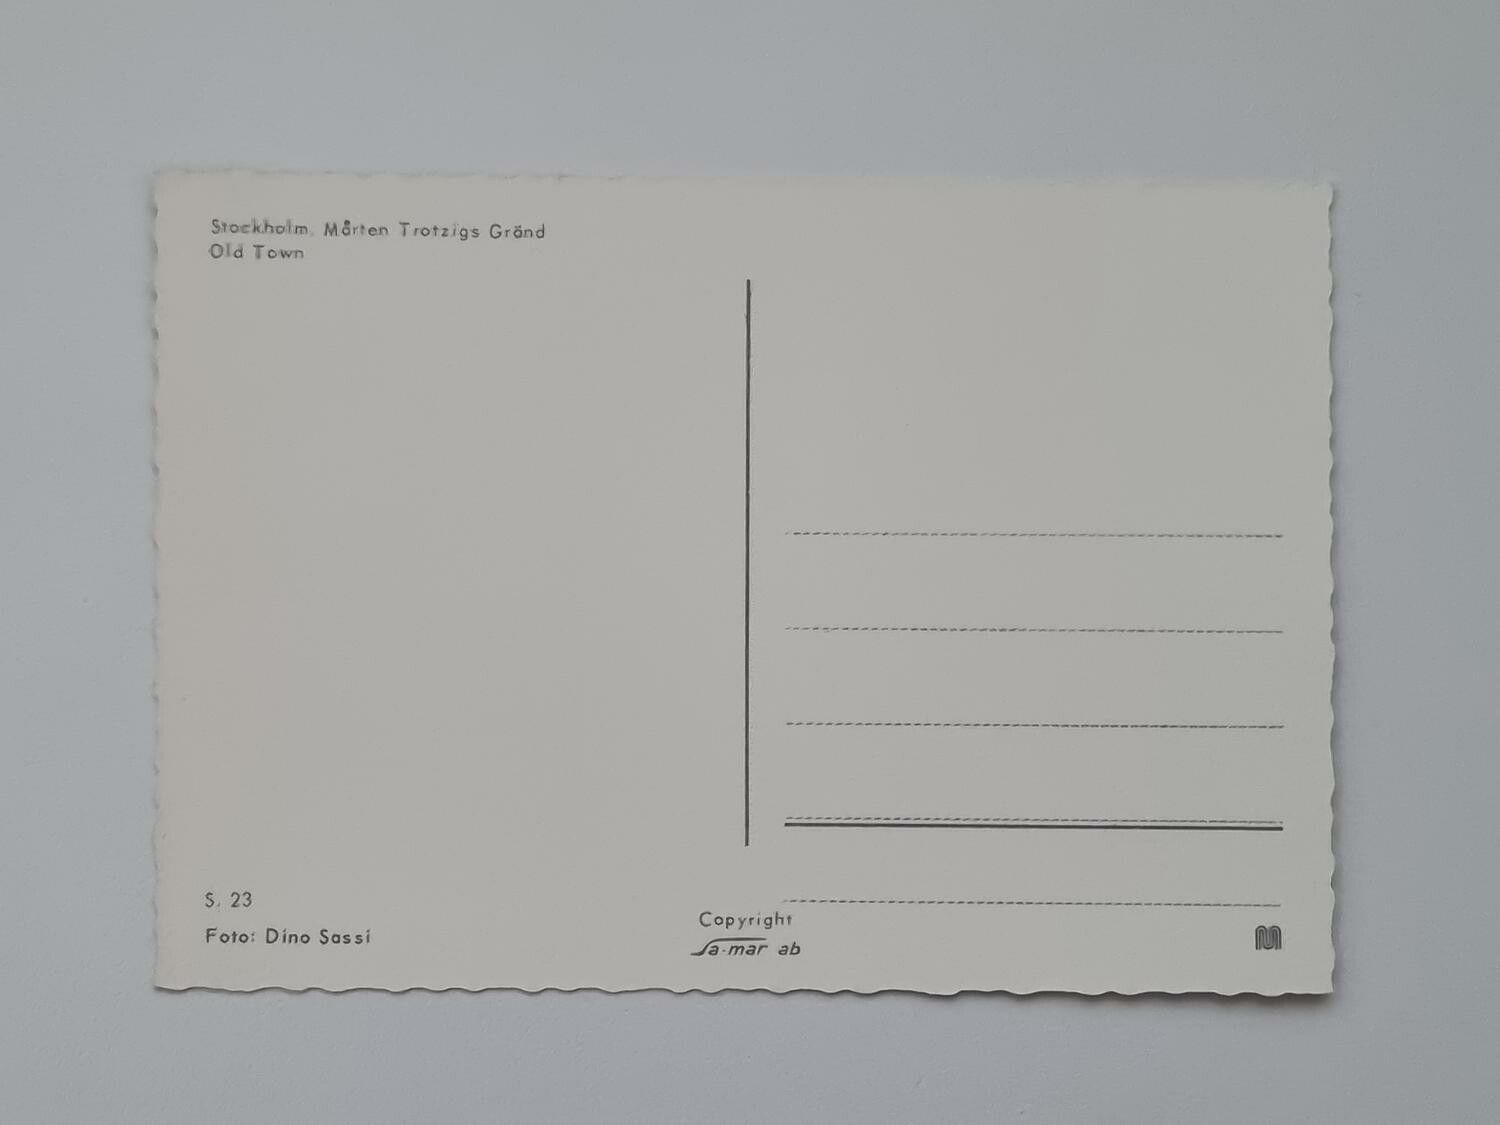 Stockholm. Mårten Trotzigs Gränd
Old Town
S. 23
Foto: Dino Sassi
Copyright
Sa-mar ab
M